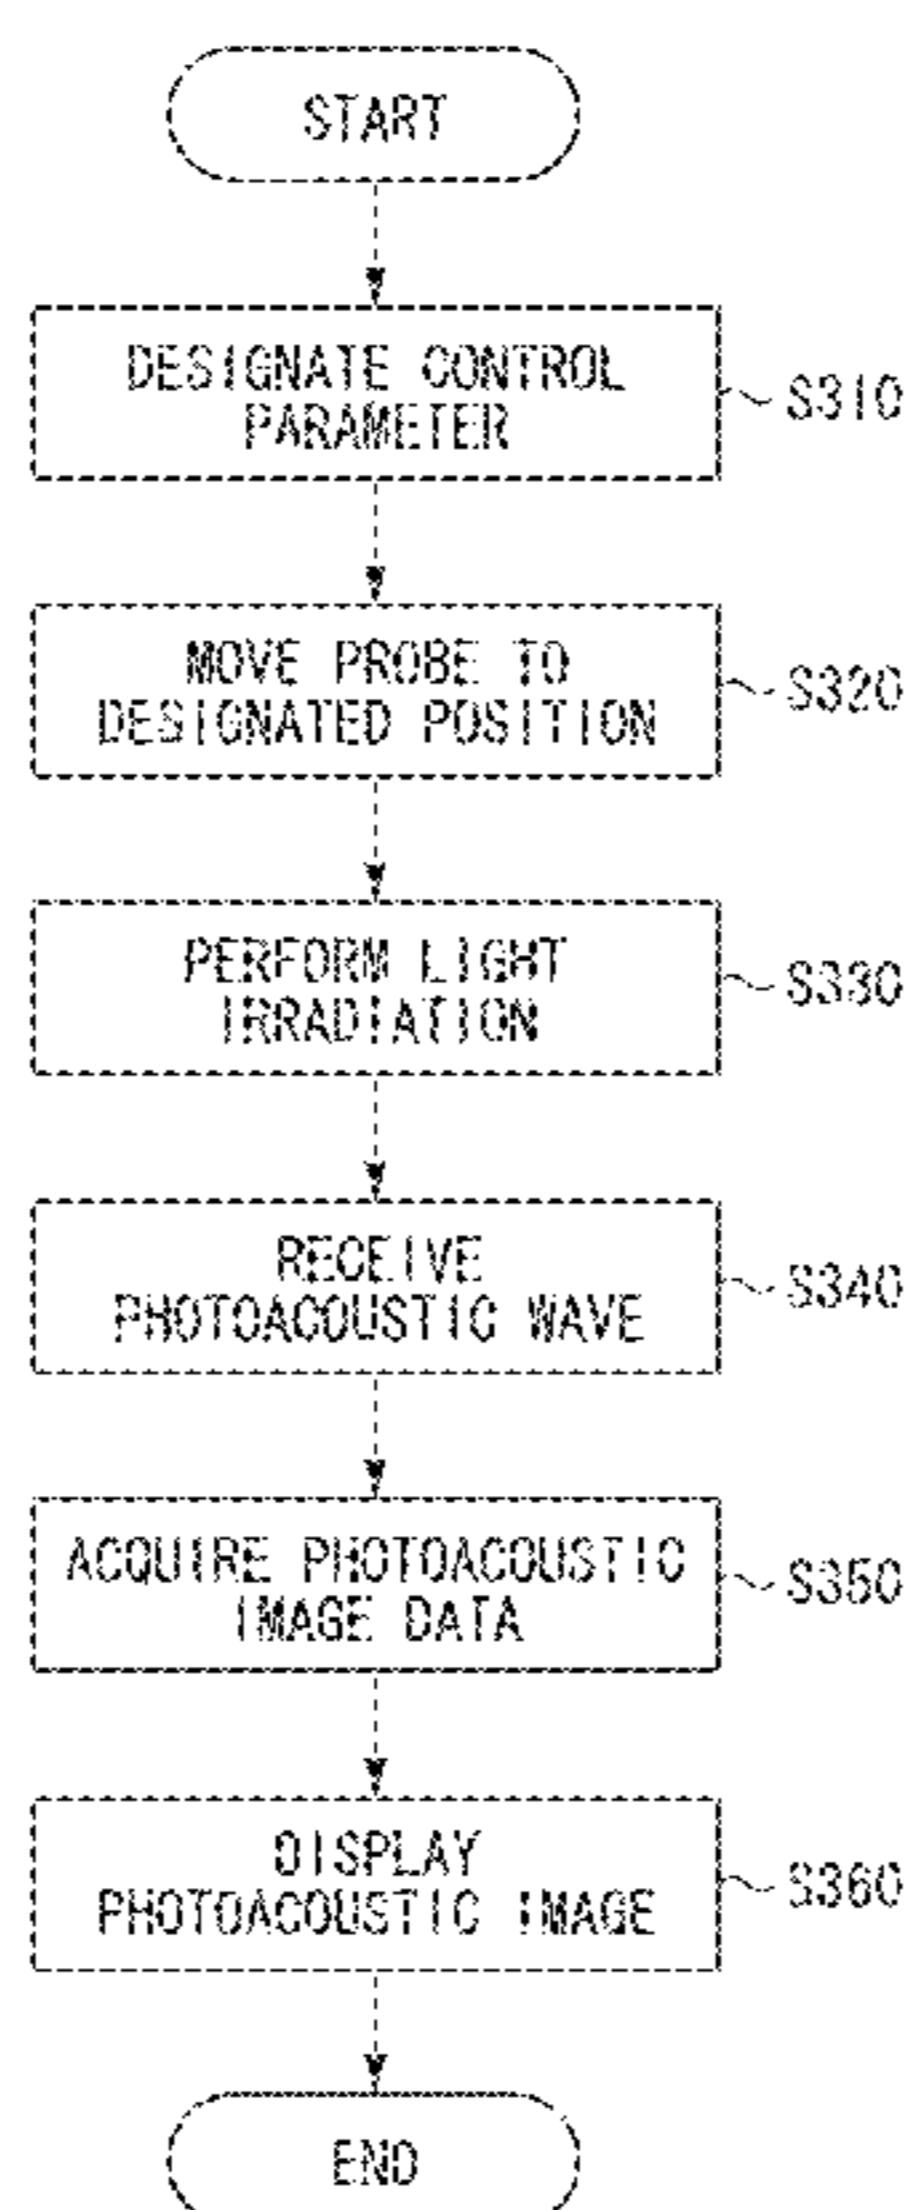 START
DESIGNATE CONTROL
PARAMETER
S310
MOVE PROBE TO
DESIGNATED POSITION
S320
PERFORM LIGHT
IRRADIATION
S330
RECEIVE
PHOTOACOUSTIC WAVE
S340
ACQUIRE PHOTOACOUSTIC
IMAGE DATA
S350
DISPLAY
PHOTOACOUSTIC IMAGE
S360
END